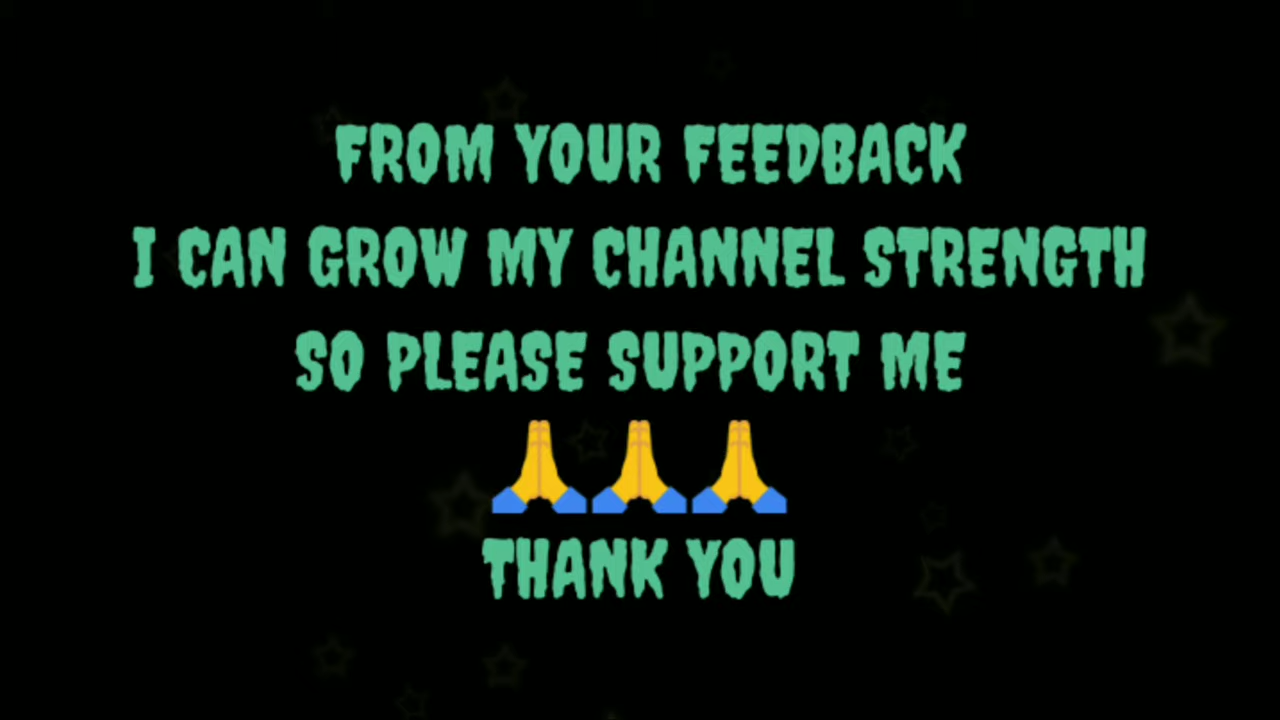 FROM YOUR FEEDBACK
I CAN GROW MY CHANNEL STRENGTH
SO PLEASE SUPPORT ME
🙏🙏🙏
THANK YOU